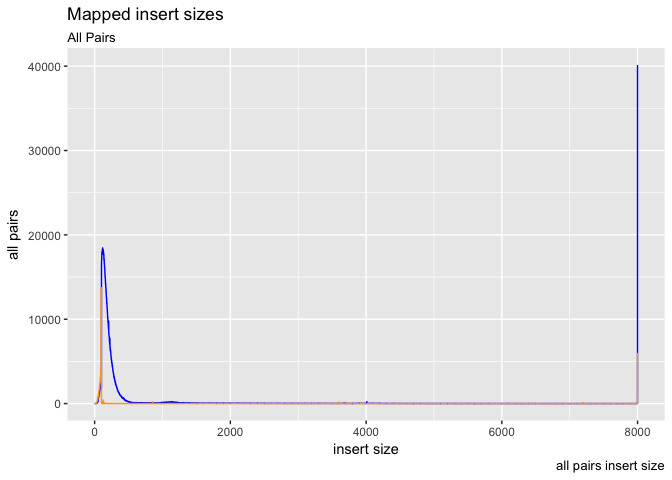 Mapped insert sizes
All Pairs
40000
30000
20000
10000
0
all pairs
0 2000 4000 6000 8000
insert size
all pairs insert size